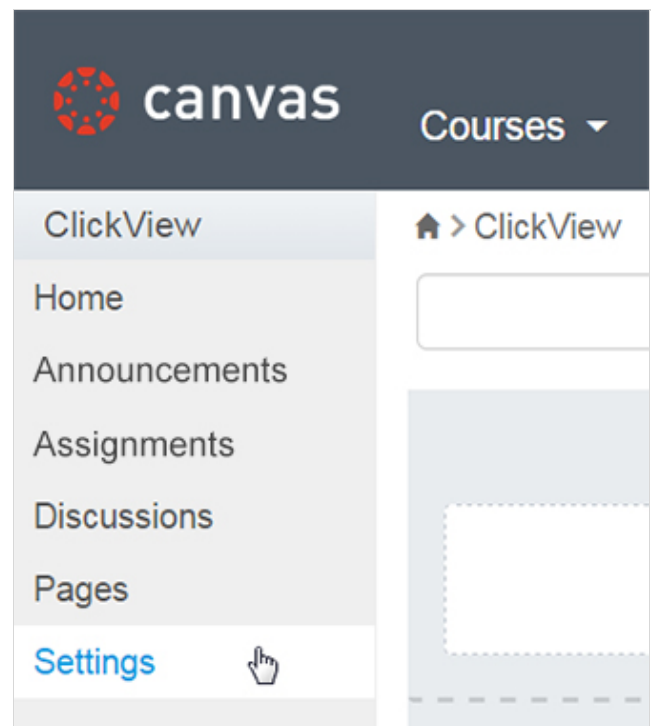 canvas
Courses
ClickView
> ClickView
Home
Announcements
Assignments
Discussions
Pages
Settings